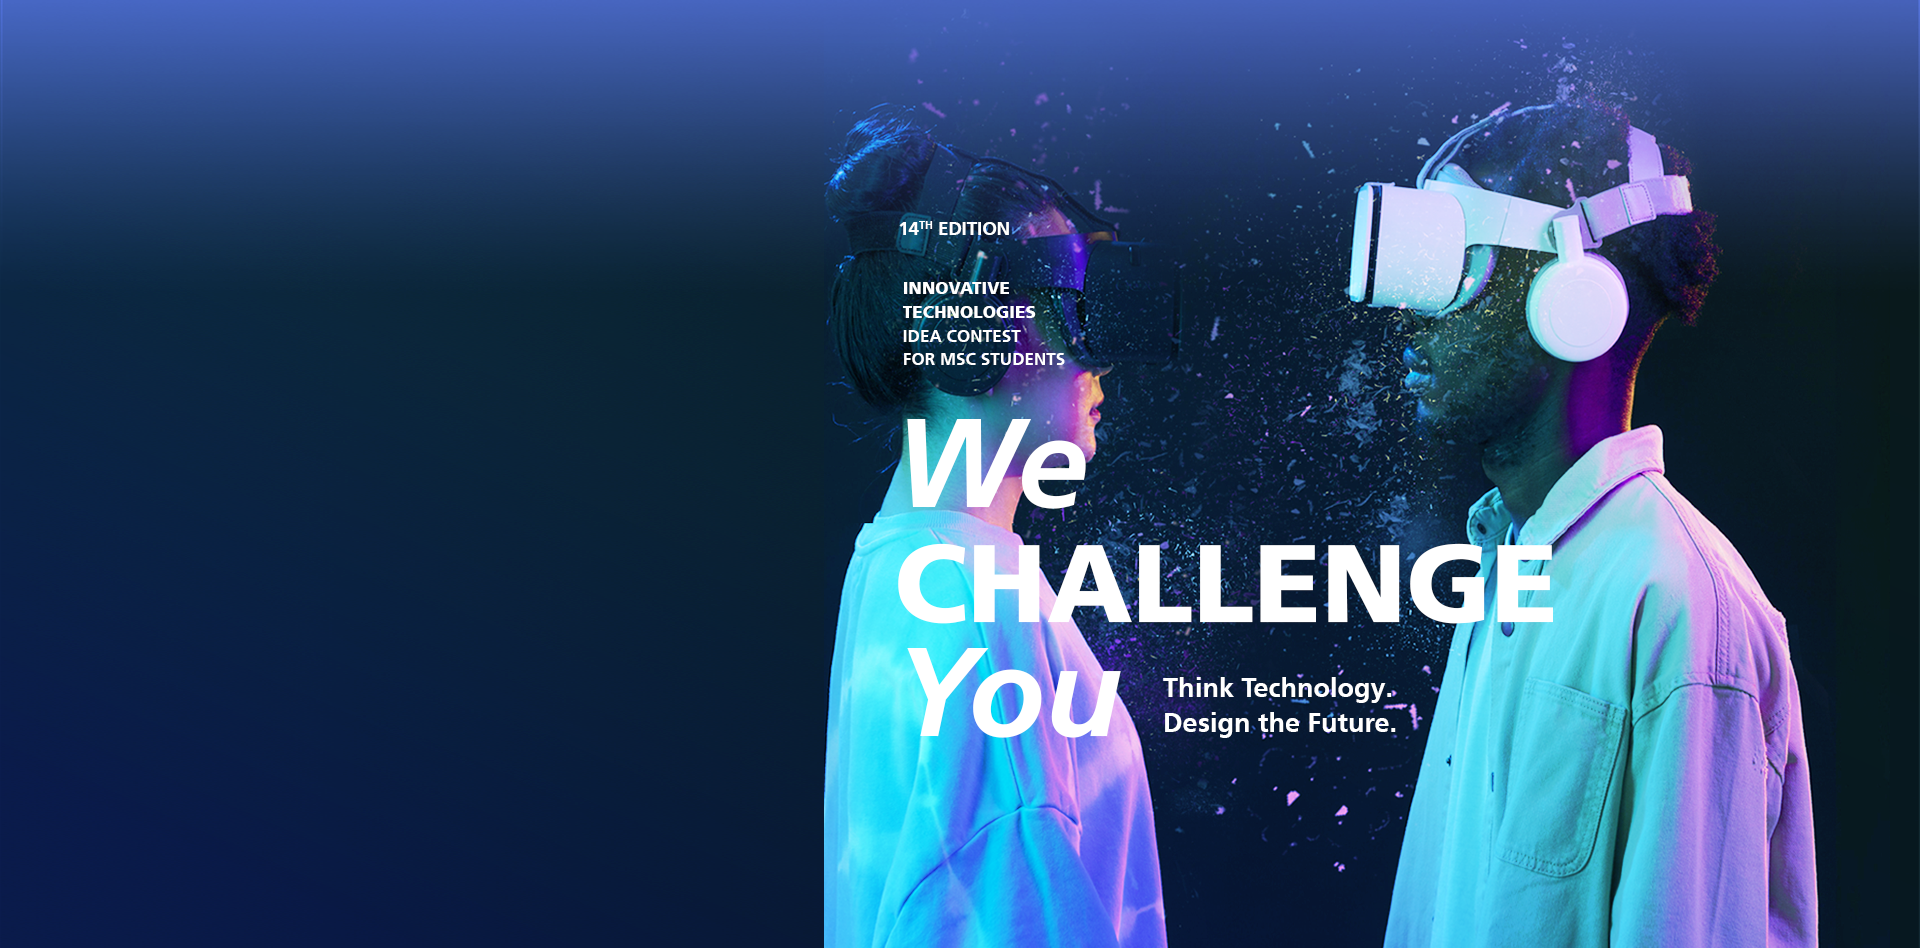 14TH EDITION
INNOVATIVE
TECHNOLOGIES
IDEA CONTEST
FOR MSC STUDENTS
We
CHALLENGE
You
Think Technology.
Design the Future.